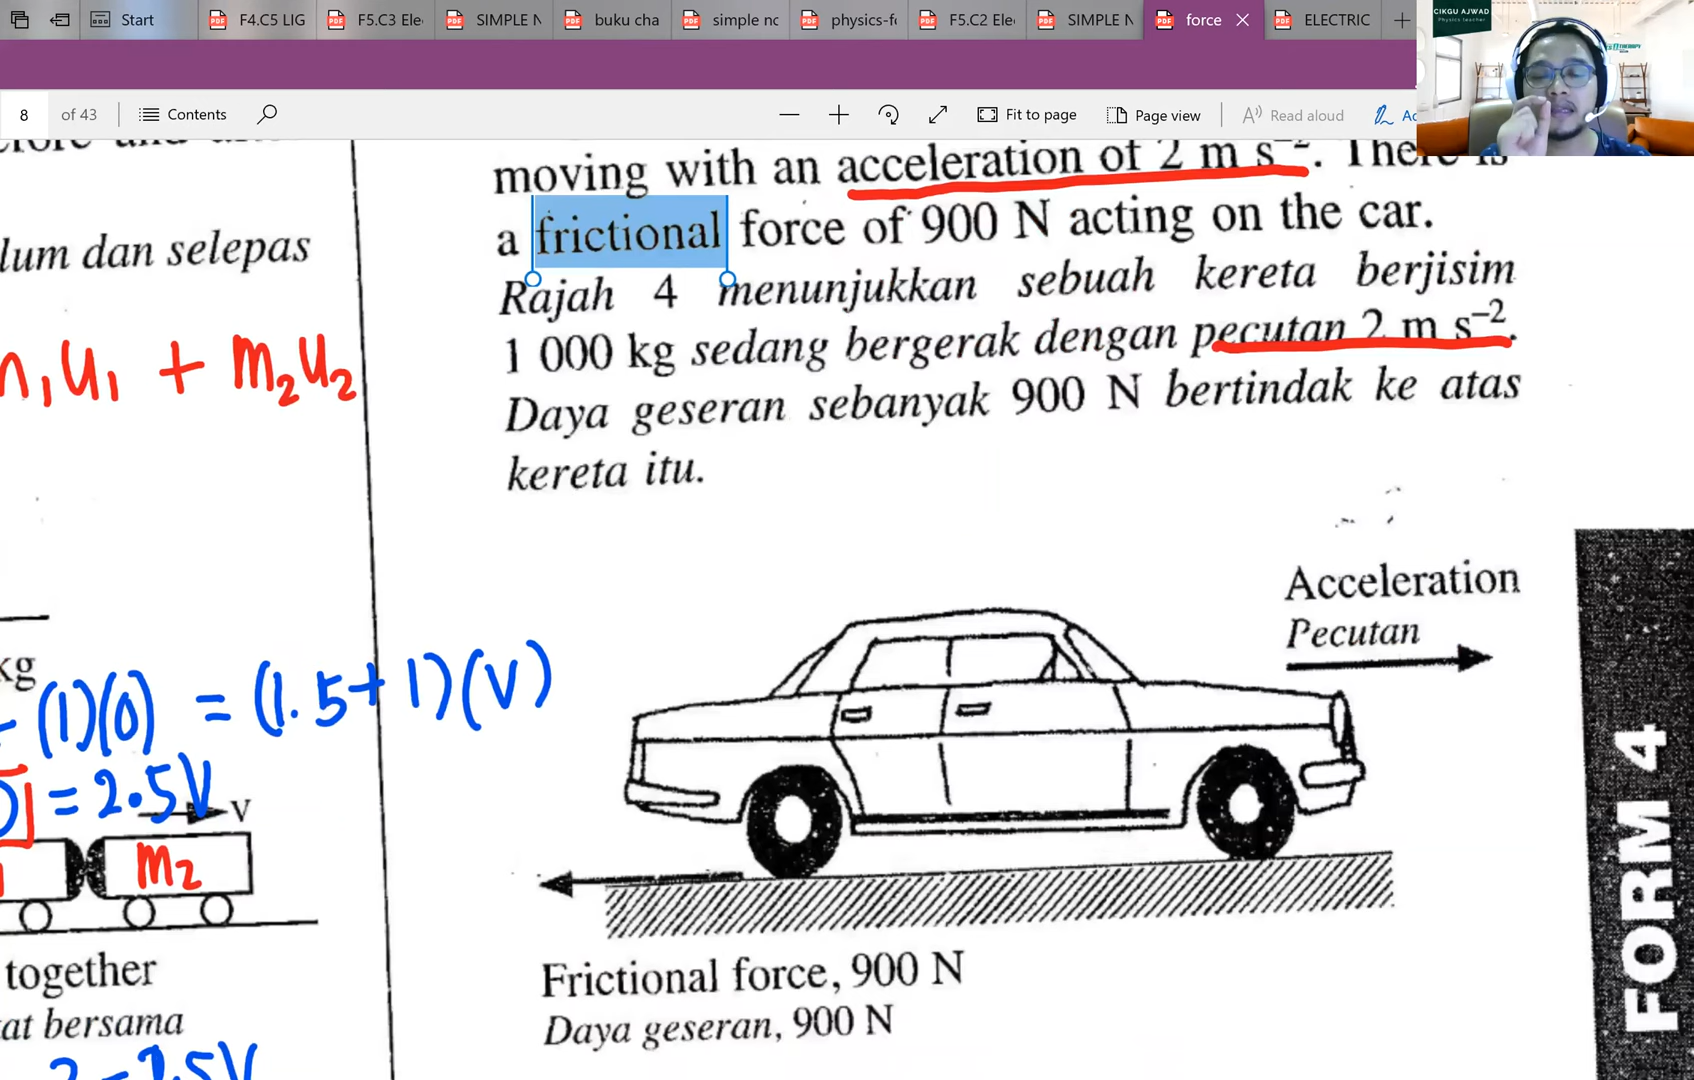 Start
F4.C5 LIG
F5.C3 Ele
SIMPLE N
buku cha
simple no
physics-fo
F5.C2 Ele
SIMPLE N
force
ELECTRIC
CIKGU AJWAD
Physics teacher
8 of 43
Contents
Fit to page
Page view
Read aloud
moving with an acceleration of 2 m s⁻². There is
a frictional force of 900 N acting on the car.
Rajah 4 menunjukkan sebuah kereta berjisim
1 000 kg sedang bergerak dengan pecutan 2 m s⁻².
Daya geseran sebanyak 900 N bertindak ke atas
kereta itu.
lum dan selepas
m₁u₁ + m₂u₂
Acceleration
Pecutan
kg
(1)(0) = (1.5+1)(V)
= 2.5V
V
m₂
together
at bersama
Frictional force, 900 N
Daya geseran, 900 N
FORM 4